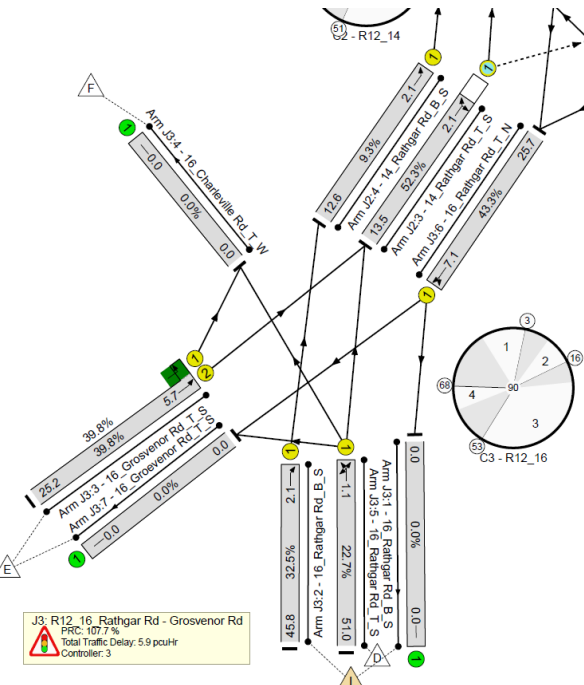 51
C2 - R12_14
F
1
Arm J3:4 - 16_Charleville Rd_T_W
0.0
0.0%
0.0
1
2.1
9.3%
12.6
Arm J2:4 - 14_Rathgar Rd_B_S
1
2.1
52.3%
13.5
Arm J2:3 - 14_Rathgar Rd_T_S
Arm J3:6 - 16_Rathgar Rd_T_N
25.7
43.3%
7.1
1
3
16
53
68
1
2
3
4
90
C3 - R12_16
1
2
5.7
39.8%
39.8%
25.2
Arm J3:3 - 16_Grosvenor Rd_T_S
Arm J3:7 - 16_Groevenor Rd_T_S
0.0
0.0%
0.0
1
E
1
2.1
32.5%
45.8
Arm J3:2 - 16_Rathgar Rd_B_S
1
1.1
22.7%
51.0
Arm J3:5 - 16_Rathgar Rd_T_S
Arm J3:1 - 16_Rathgar Rd_B_S
0.0
0.0%
0.0
1
D
J3: R12_16_Rathgar Rd - Grosvenor Rd
PRC: 107.7 %
Total Traffic Delay: 5.9 pcuHr
Controller: 3